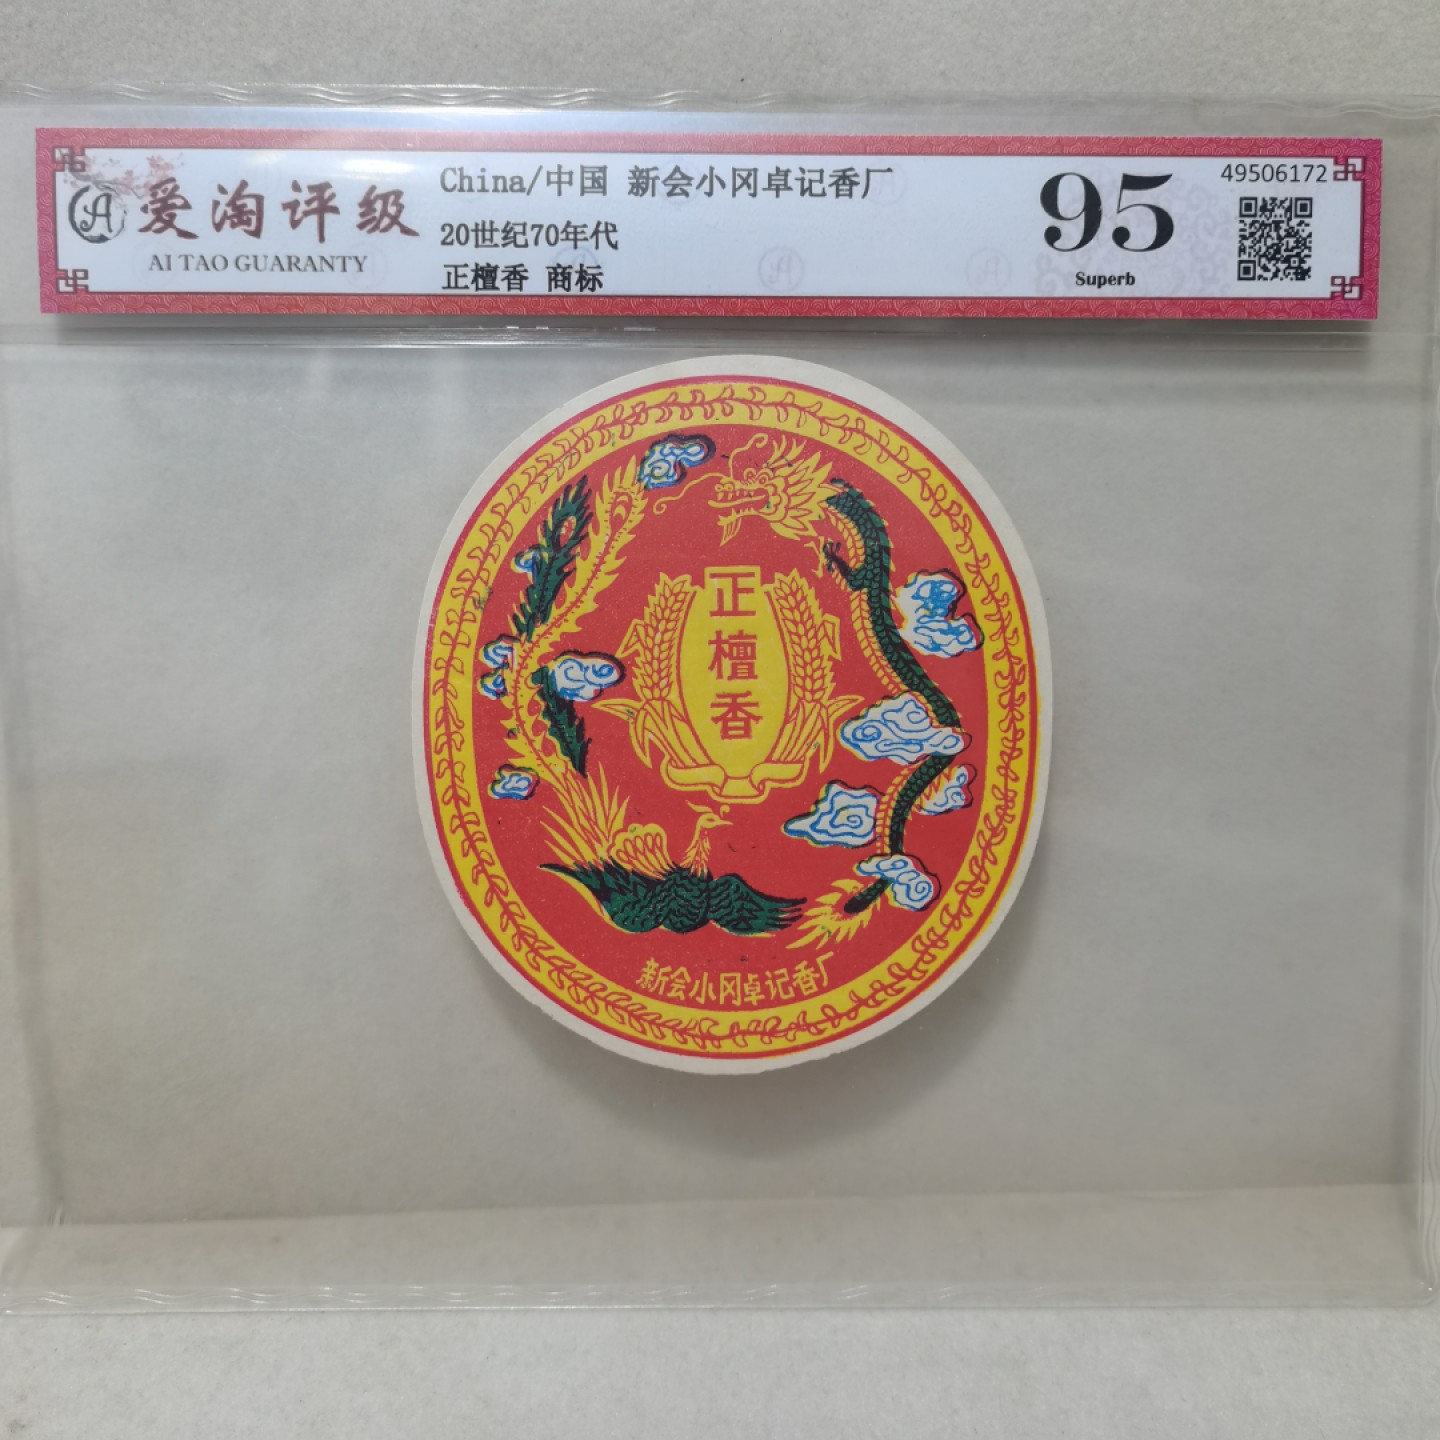 爱淘评级
AI TAO GUARANTY
China/中国 新会小冈卓记香厂
20世纪70年代
正檀香 商标
95
Superb
49506172
正
檀
香
新会小冈卓记香厂